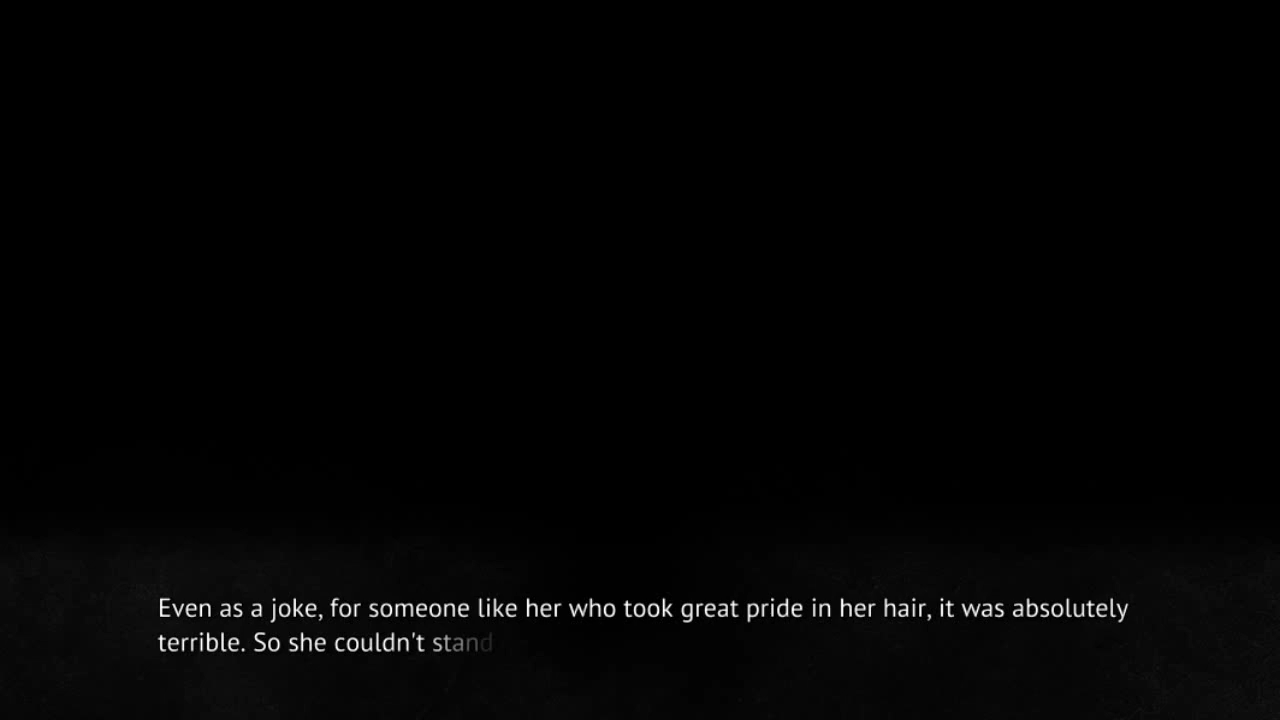 Even as a joke, for someone like her who took great pride in her hair, it was absolutely
terrible. So she couldn't stand